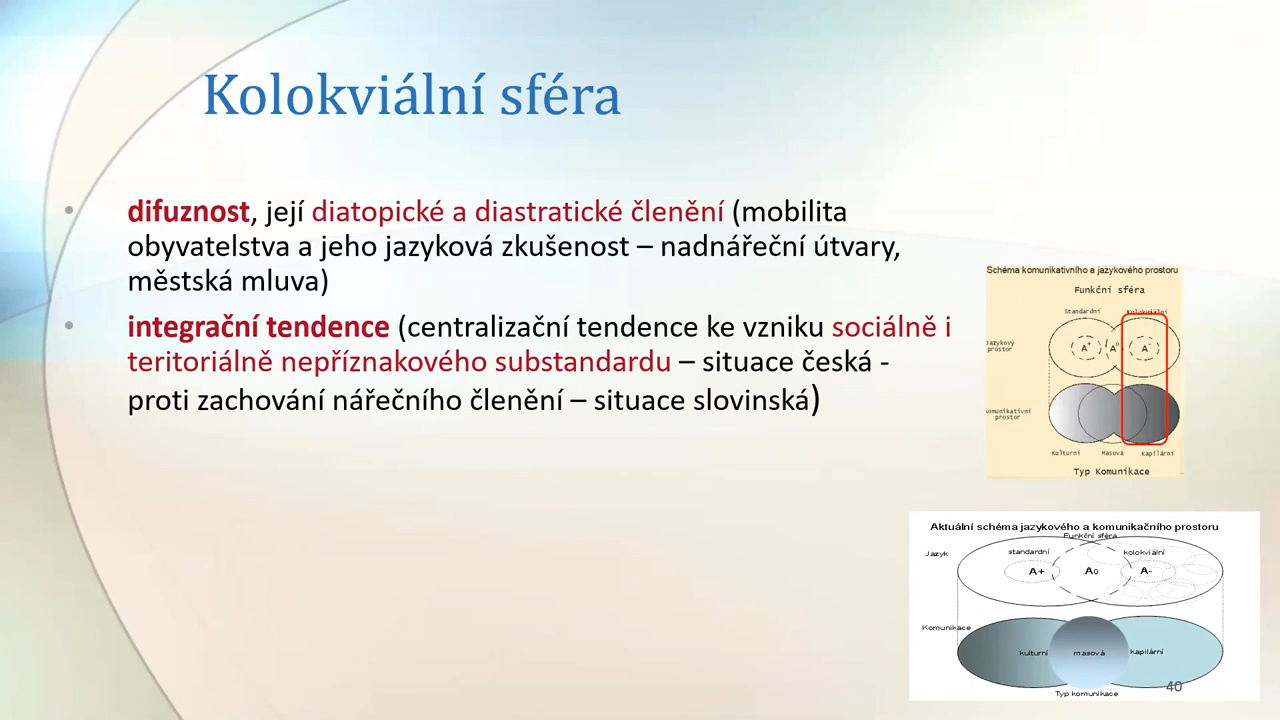 Kolokviální sféra
• difuznost, její diatopické a diastratické členění (mobilita
obyvatelstva a jeho jazyková zkušenost – nadnářeční útvary,
městská mluva)
• integrační tendence (centralizační tendence ke vzniku sociálně i
teritoriálně nepříznakového substandardu – situace česká -
proti zachování nářečního členění – situace slovinská)
Schéma komunikativního a jazykového prostoru
Funkční sféra
Standardní Kolokviální
Jazykový
prostor
A+ A° A-
Komunikativní
prostor
Kulturní Masová Kapilární
Typ Komunikace
Aktuální schéma jazykového a komunikačního prostoru
Funkční sféra
Jazyk standardní kolokviální
A+ A0 A-
Komunikace
kulturní masová kapilární
Typ komunikace
40